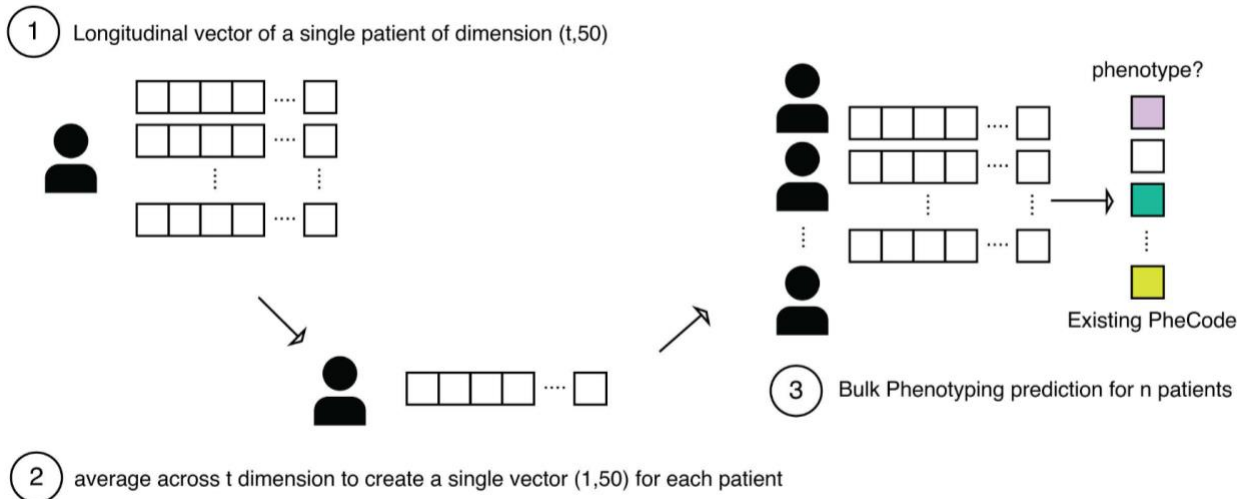 1 Longitudinal vector of a single patient of dimension (t,50)
phenotype?
Existing PheCode
3 Bulk Phenotyping prediction for n patients
2 average across t dimension to create a single vector (1,50) for each patient